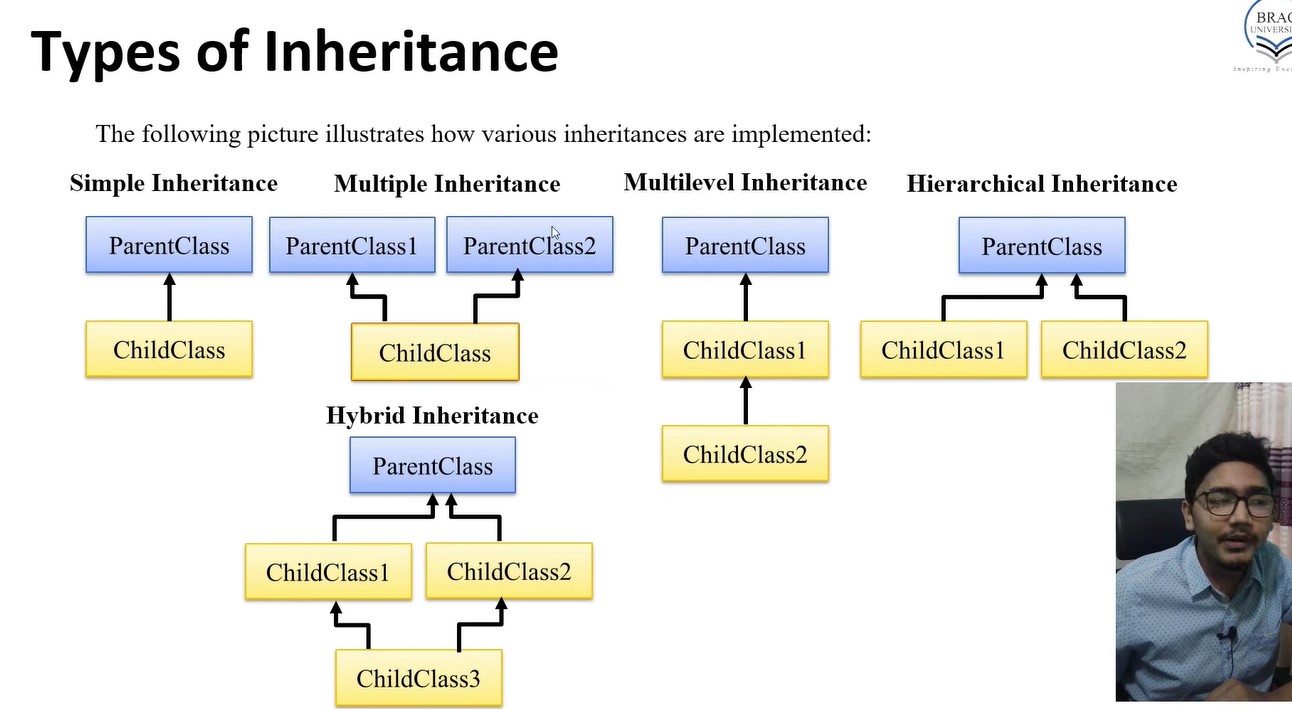 Types of Inheritance
BRAC
UNIVERSI
Inspiring Exce
The following picture illustrates how various inheritances are implemented:
Simple Inheritance
Multiple Inheritance
Multilevel Inheritance
Hierarchical Inheritance
ParentClass
ParentClass1
ParentClass2
ParentClass
ParentClass
ChildClass
ChildClass
ChildClass1
ChildClass1
ChildClass2
Hybrid Inheritance
ParentClass
ChildClass2
ChildClass1
ChildClass2
ChildClass3